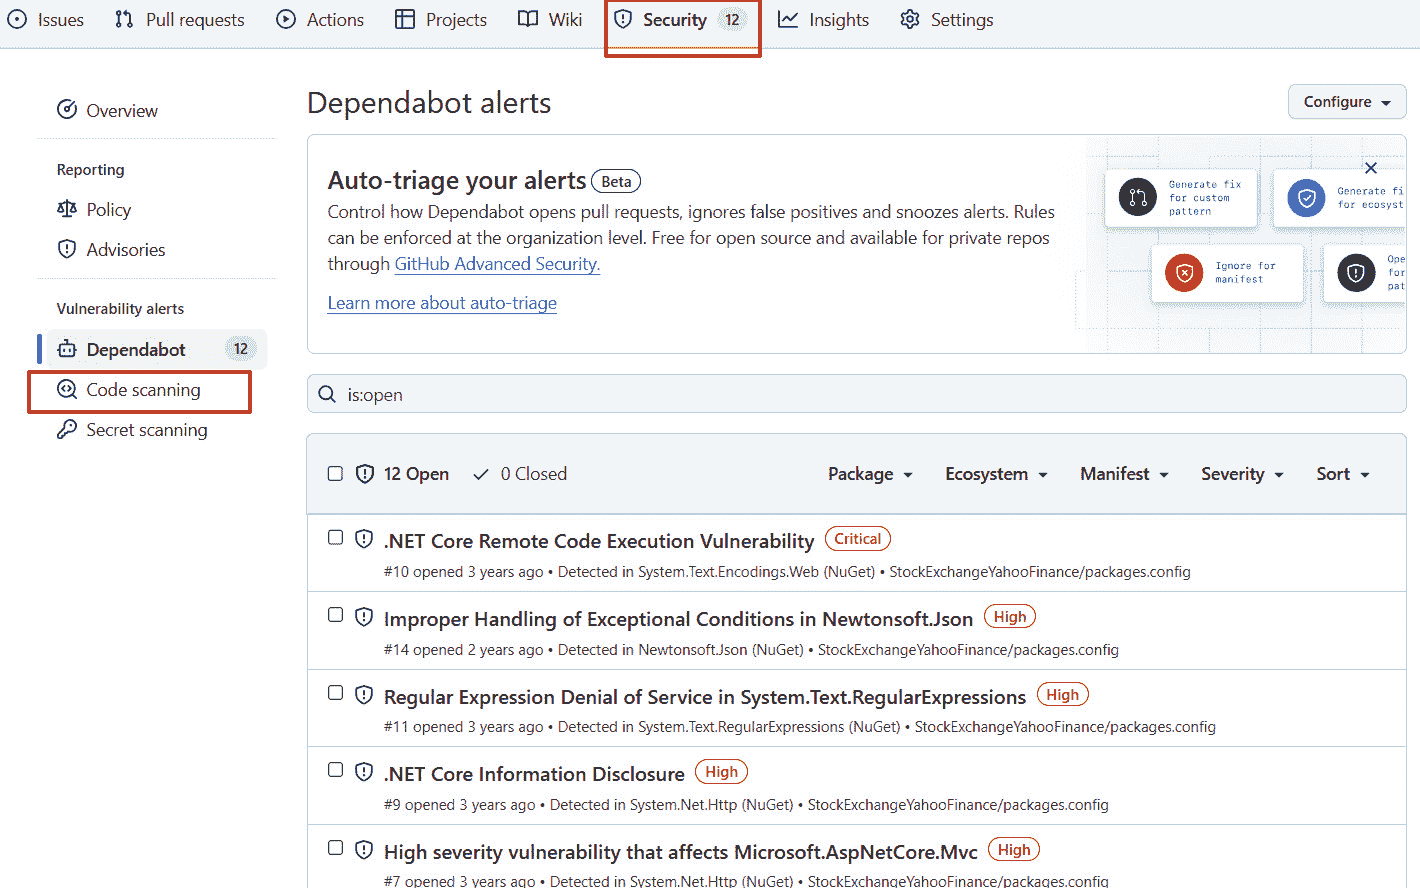 Issues Pull requests Actions Projects Wiki Security 12 Insights Settings
Overview
Reporting
Policy
Advisories
Vulnerability alerts
Dependabot 12
Code scanning
Secret scanning
Dependabot alerts
Configure
Auto-triage your alerts Beta
Control how Dependabot opens pull requests, ignores false positives and snoozes alerts. Rules
can be enforced at the organization level. Free for open source and available for private repos
through GitHub Advanced Security.
Learn more about auto-triage
Generate fix
for custom
pattern
Generate fi
for ecosyst
Ignore for
manifest
Ope
for
pat
is:open
12 Open 0 Closed Package Ecosystem Manifest Severity Sort
.NET Core Remote Code Execution Vulnerability Critical
#10 opened 3 years ago • Detected in System.Text.Encodings.Web (NuGet) • StockExchangeYahooFinance/packages.config
Improper Handling of Exceptional Conditions in Newtonsoft.Json High
#14 opened 2 years ago • Detected in Newtonsoft.Json (NuGet) • StockExchangeYahooFinance/packages.config
Regular Expression Denial of Service in System.Text.RegularExpressions High
#11 opened 3 years ago • Detected in System.Text.RegularExpressions (NuGet) • StockExchangeYahooFinance/packages.config
.NET Core Information Disclosure High
#9 opened 3 years ago • Detected in System.Net.Http (NuGet) • StockExchangeYahooFinance/packages.config
High severity vulnerability that affects Microsoft.AspNetCore.Mvc High
#7 opened 3 years ago • Detected in System.Net.Http (NuGet) • StockExchangeYahooFinance/packages.config